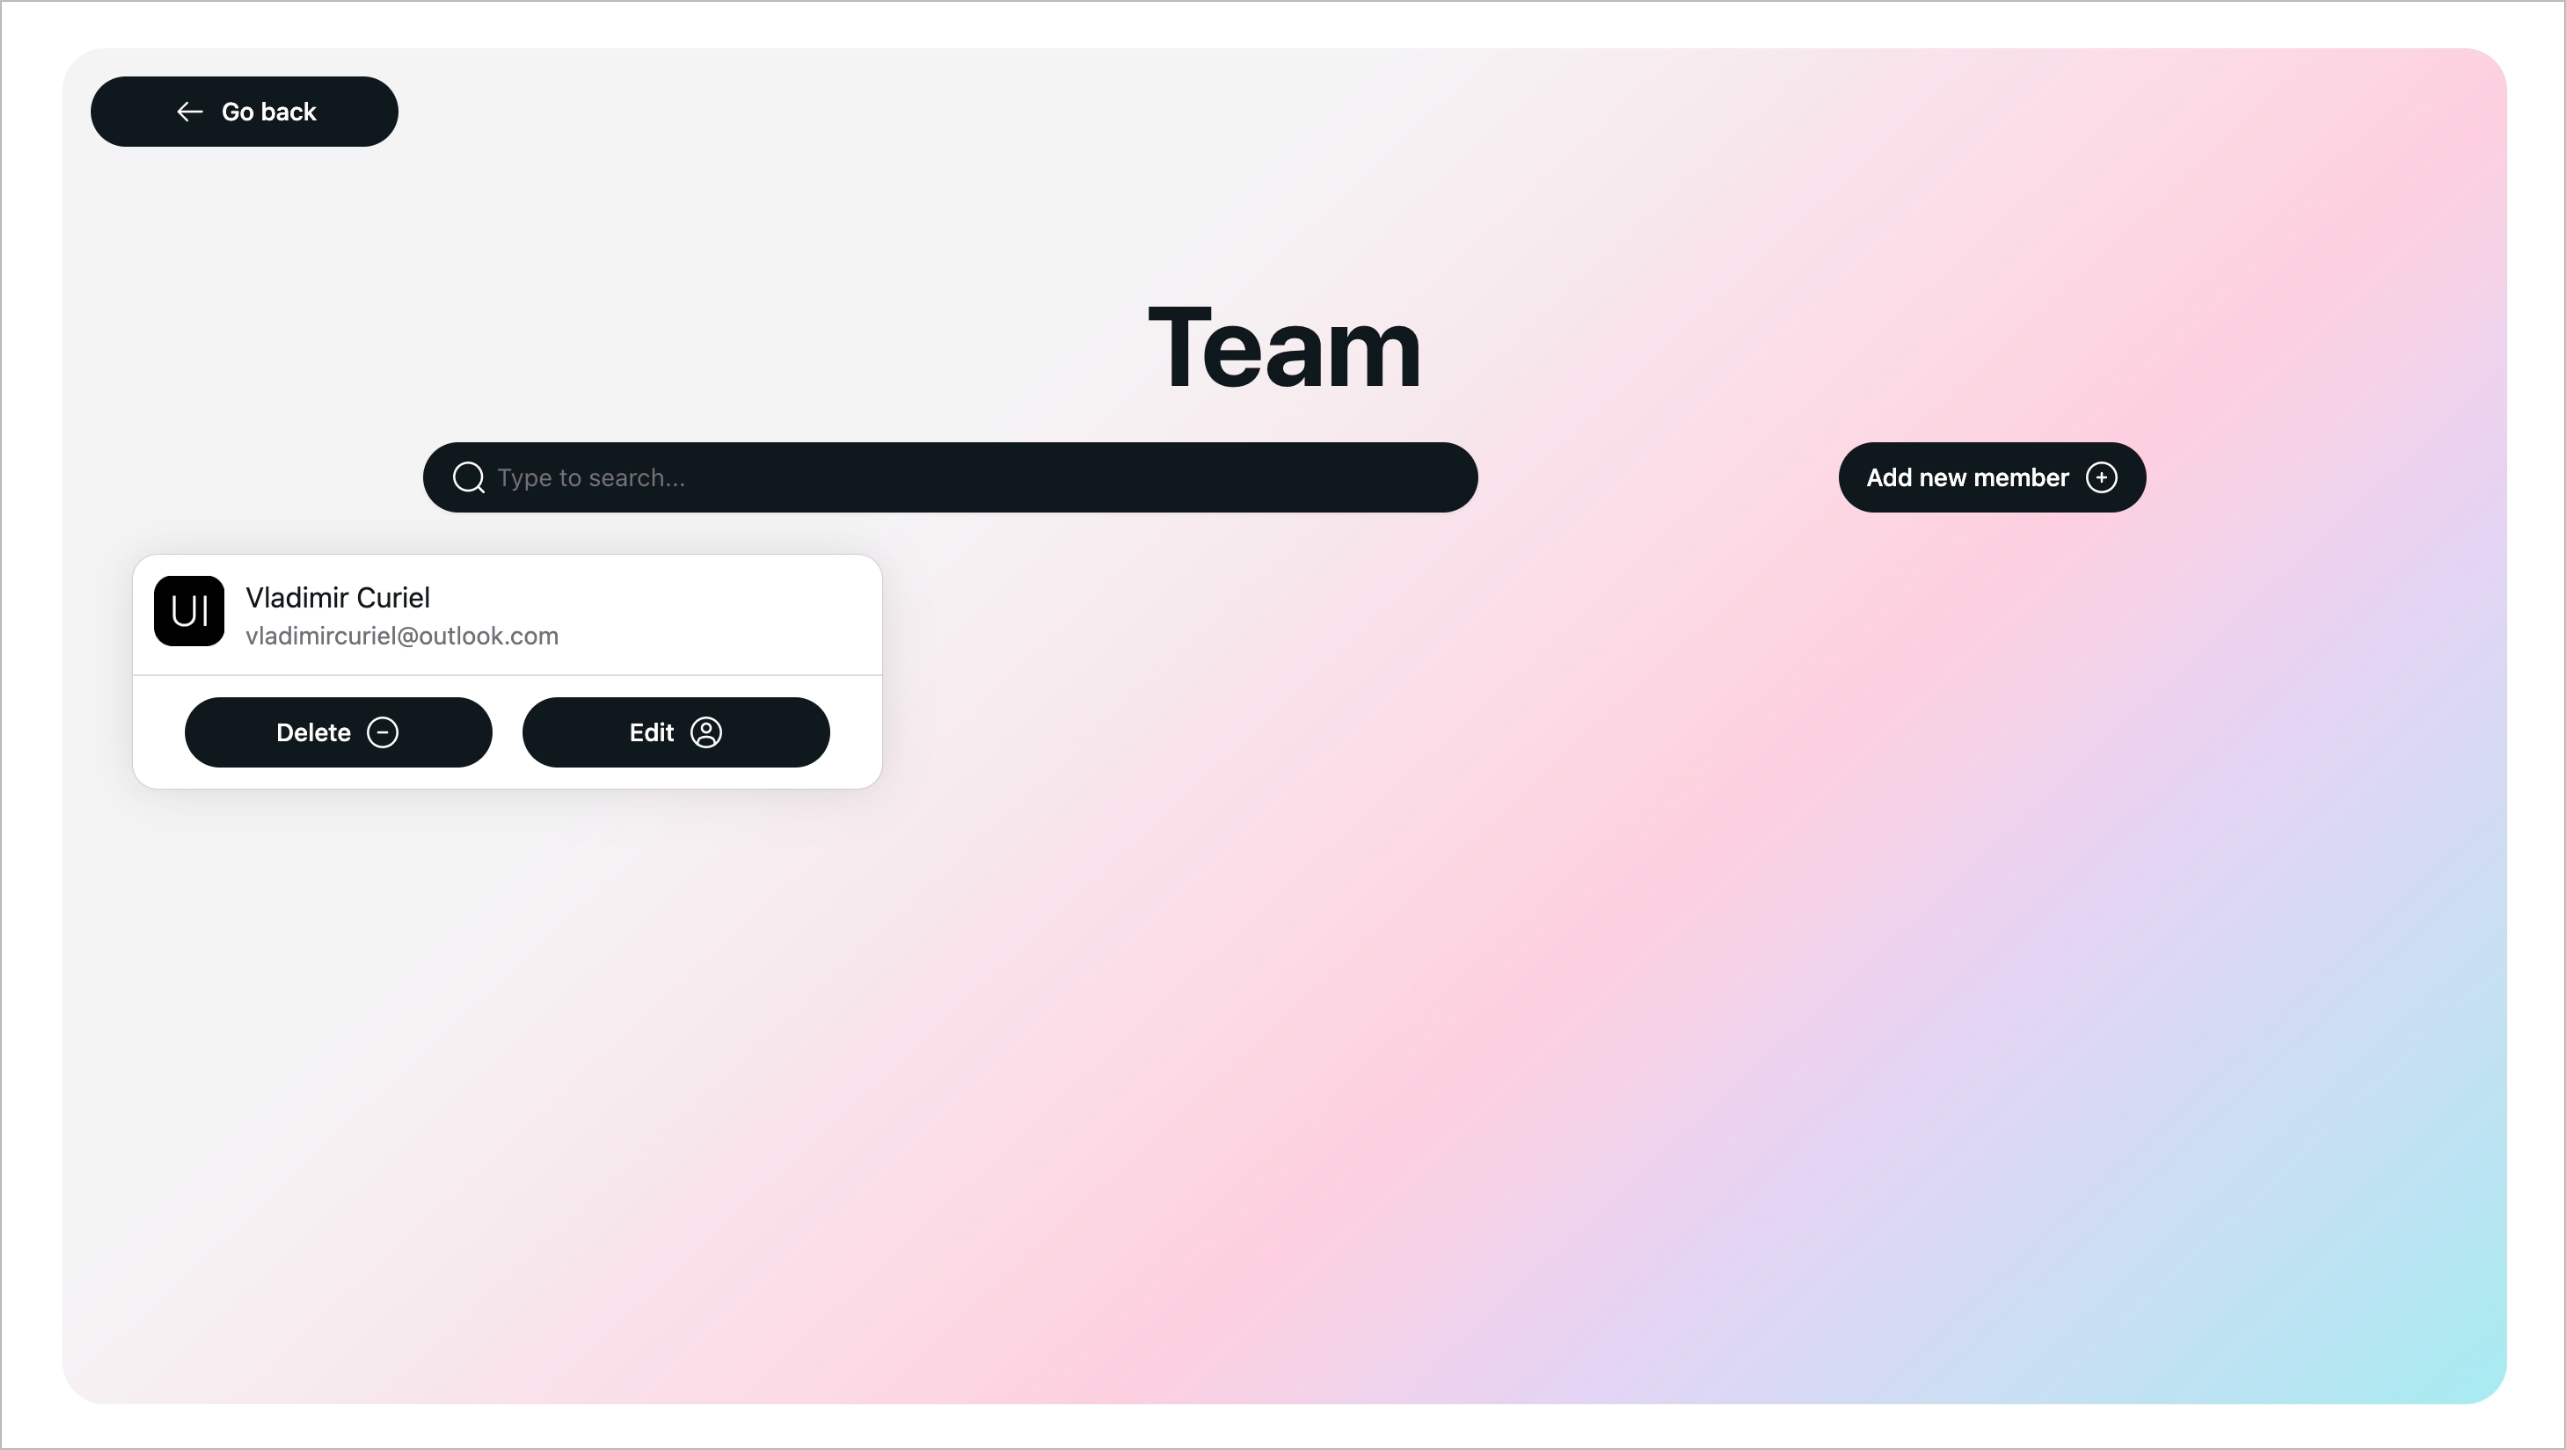 Go back
Team
Type to search...
Add new member
UI
Vladimir Curiel
vladimircuriel@outlook.com
Delete
Edit